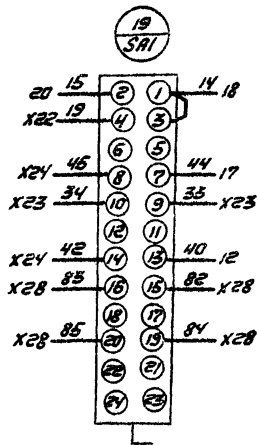 19
SA1
20 15 2 1 14 18
X22 19 4 3
6 5
X24 46 8 7 44 17
X23 34 10 9 33 X23
12 11
X24 42 14 13 40 12
X28 83 16 15 82 X28
18 17
X28 85 20 19 84 X28
22 21
24 23